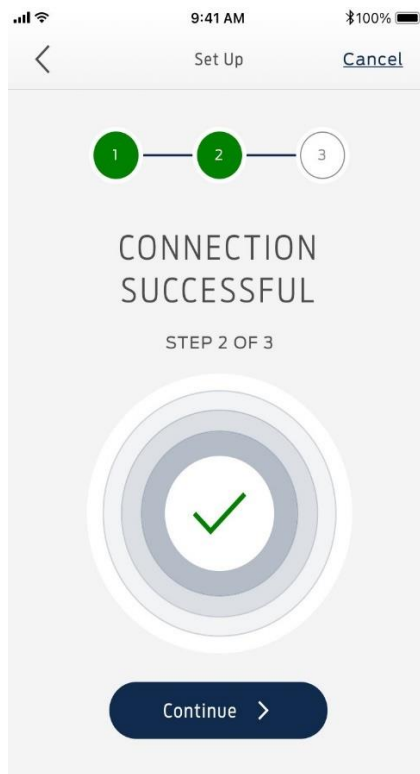 9:41 AM
100%
Set Up
Cancel
1
2
3
CONNECTION
SUCCESSFUL
STEP 2 OF 3
Continue